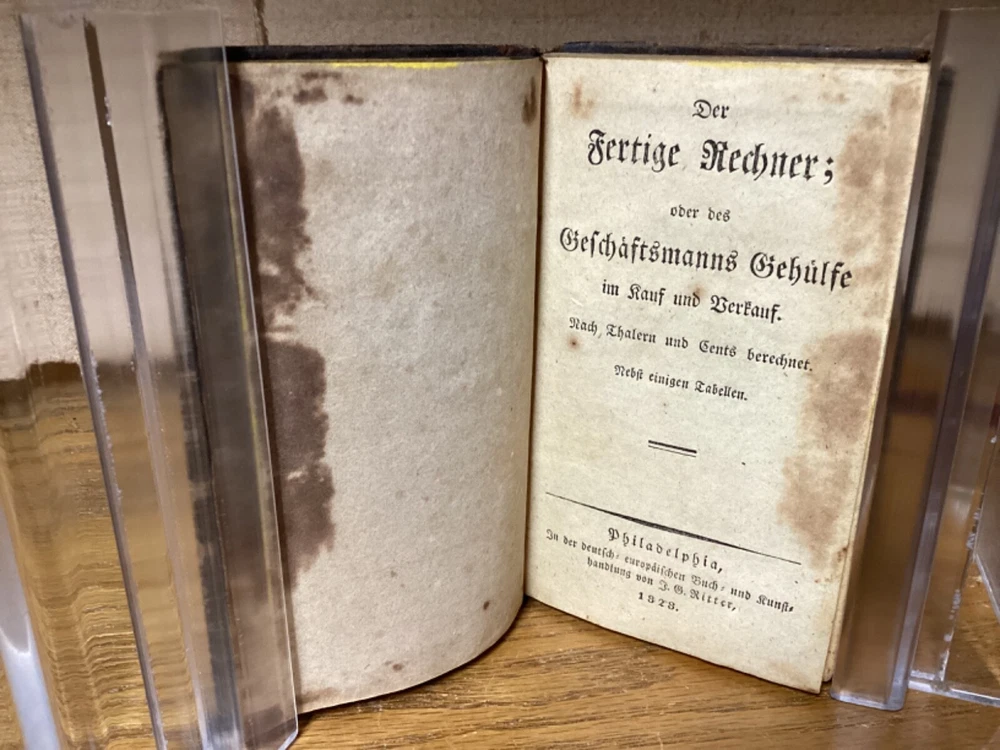 Der
Fertige Rechner;
oder des
Geschäftsmanns Gehülfe
im Kauf und Verkauf.
Nach Thalern und Cents berechnet.
Nebst einigen Tabellen.
Philadelphia,
In der deutsch-europäischen Buch- und Kunst-
handlung von J. G. Ritter,
1828.